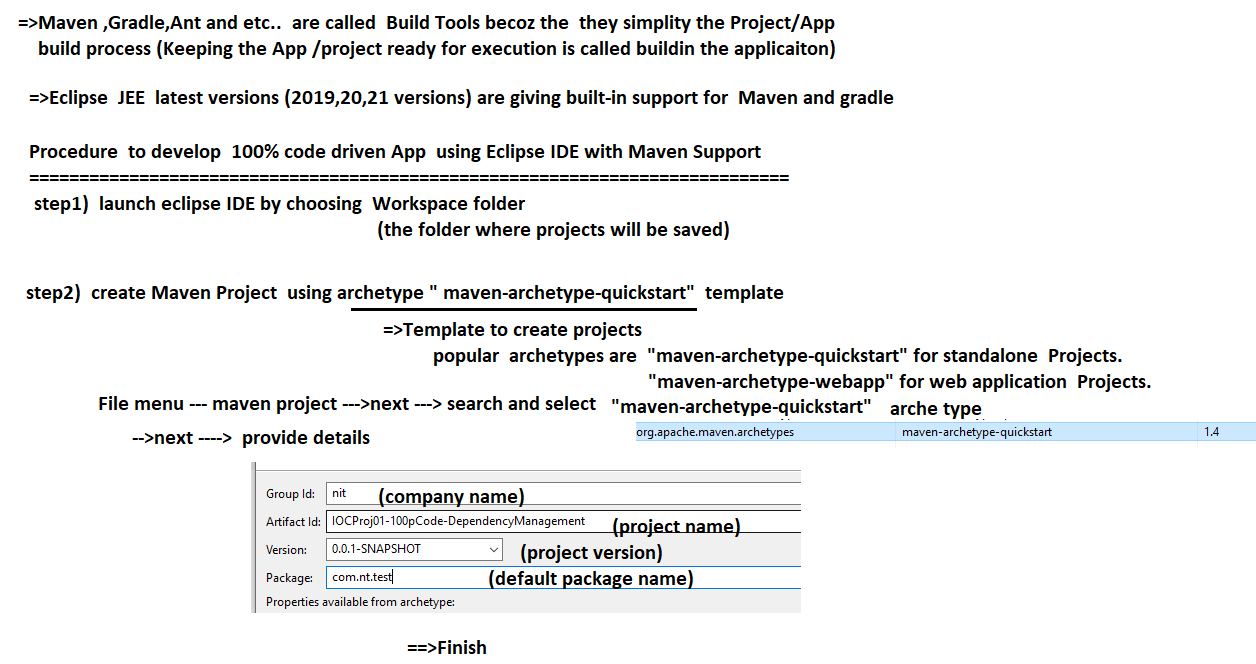 =>Maven ,Gradle,Ant and etc.. are called Build Tools becoz the they simplity the Project/App
build process (Keeping the App /project ready for execution is called buildin the applicaiton)
=>Eclipse JEE latest versions (2019,20,21 versions) are giving built-in support for Maven and gradle
Procedure to develop 100% code driven App using Eclipse IDE with Maven Support
============================================================================
step1) launch eclipse IDE by choosing Workspace folder
(the folder where projects will be saved)
step2) create Maven Project using archetype " maven-archetype-quickstart" template
=>Template to create projects
popular archetypes are "maven-archetype-quickstart" for standalone Projects.
"maven-archetype-webapp" for web application Projects.
File menu --- maven project --->next ---> search and select "maven-archetype-quickstart" arche type
org.apache.maven.archetypes maven-archetype-quickstart 1.4
-->next ----> provide details
Group Id: nit (company name)
Artifact Id: IOCProj01-100pCode-DependencyManagement (project name)
Version: 0.0.1-SNAPSHOT (project version)
Package: com.nt.test (default package name)
Properties available from archetype:
==>Finish